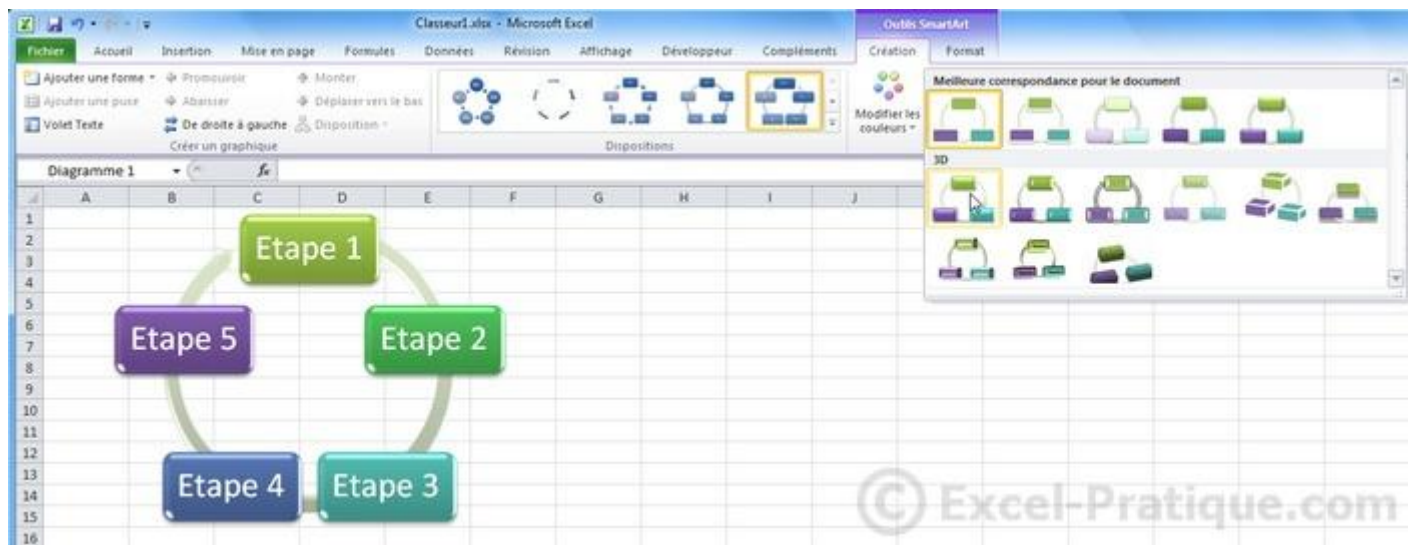 Classeur1.xlsx - Microsoft Excel
Outils SmartArt
Fichier Accueil Insertion Mise en page Formules Données Révision Affichage Développeur Compléments Création Format
Ajouter une forme Promouvoir Monter
Ajouter une puce Abaisser Déplacer vers le bas
Volet Texte De droite à gauche Disposition
Créer un graphique
Dispositions
Modifier les
couleurs
Meilleure correspondance pour le document
3D
Diagramme 1 fx
A B C D E F G H I J
1
2
3
4
5
6
7
8
9
10
11
12
13
14
15
16
Etape 1
Etape 5 Etape 2
Etape 4 Etape 3
© Excel-Pratique.com